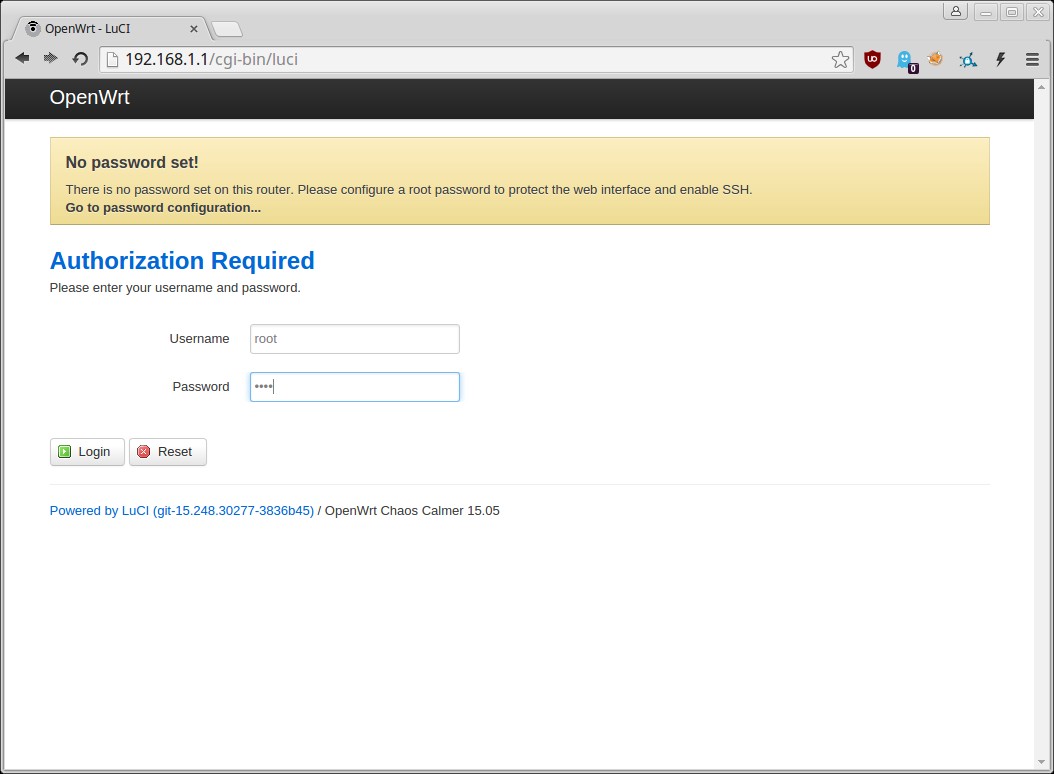 OpenWrt - LuCI
192.168.1.1/cgi-bin/luci
0
OpenWrt
No password set!
There is no password set on this router. Please configure a root password to protect the web interface and enable SSH.
Go to password configuration...
Authorization Required
Please enter your username and password.
Username root
Password ••••
Login Reset
Powered by LuCI (git-15.248.30277-3836b45) / OpenWrt Chaos Calmer 15.05